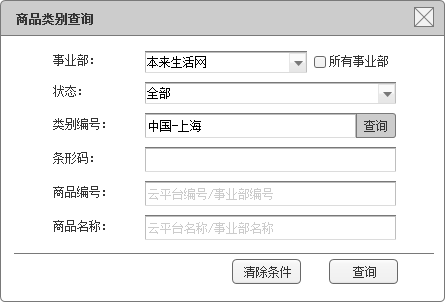 商品类别查询
事业部： 本来生活网 所有事业部
状态： 全部
类别编号： 中国-上海 查询
条形码：
商品编号： 云平台编号/事业部编号
商品名称： 云平台名称/事业部名称
清除条件 查询